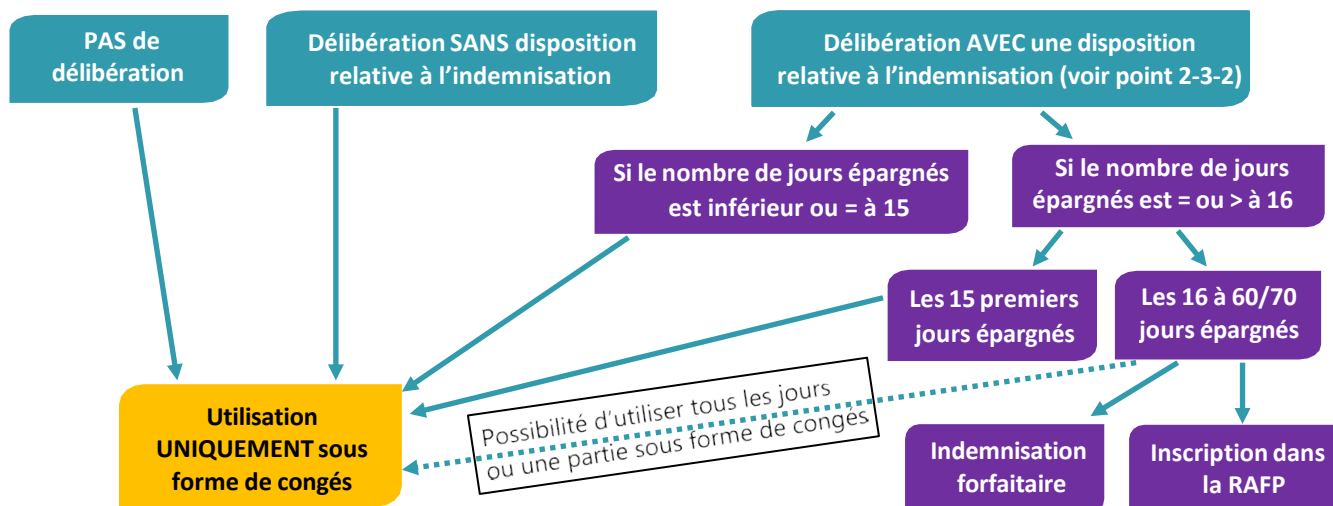 PAS de
délibération
Délibération SANS disposition
relative à l'indemnisation
Délibération AVEC une disposition
relative à l'indemnisation (voir point 2-3-2)
Si le nombre de jours épargnés
est inférieur ou = à 15
Si le nombre de jours
épargnés est = ou > à 16
Les 15 premiers
jours épargnés
Les 16 à 60/70
jours épargnés
Possibilité d'utiliser tous les jours
ou une partie sous forme de congés
Utilisation
UNIQUEMENT sous
forme de congés
Indemnisation
forfaitaire
Inscription dans
la RAFP